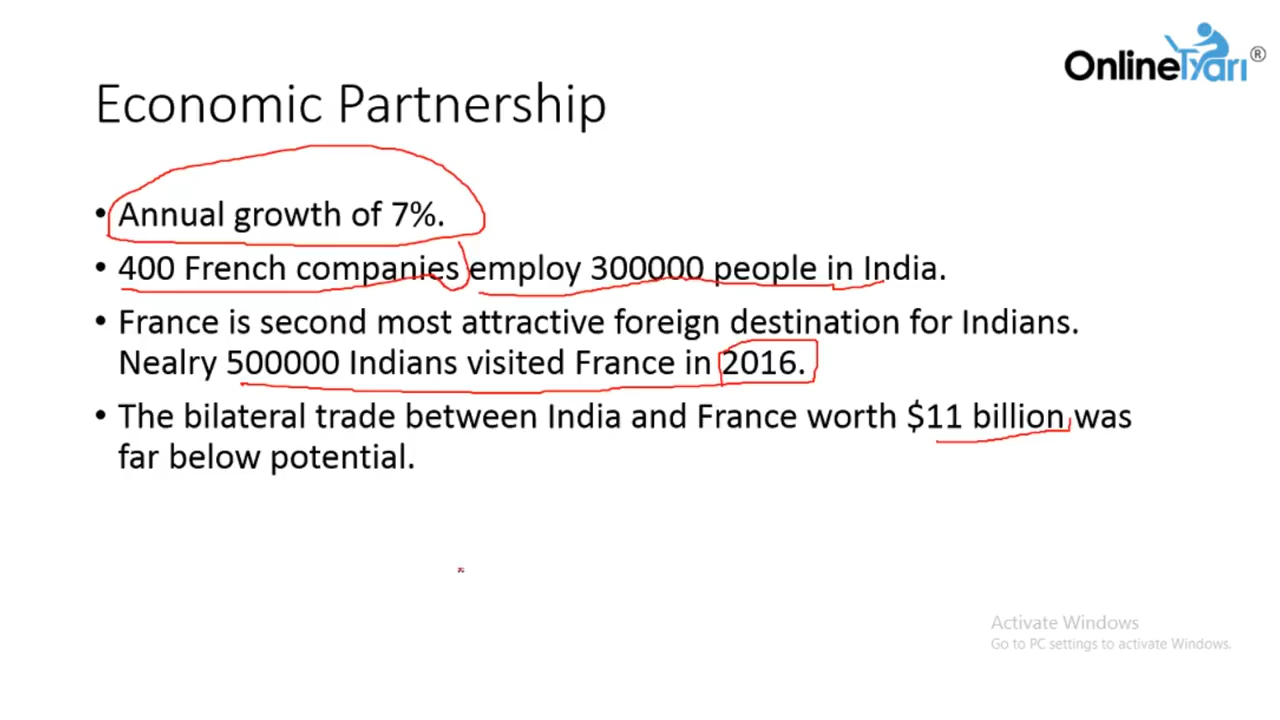 OnlineTyari ®
Economic Partnership
• Annual growth of 7%.
• 400 French companies employ 300000 people in India.
• France is second most attractive foreign destination for Indians.
Nealry 500000 Indians visited France in 2016.
• The bilateral trade between India and France worth $11 billion was
far below potential.
Activate Windows
Go to PC settings to activate Windows.